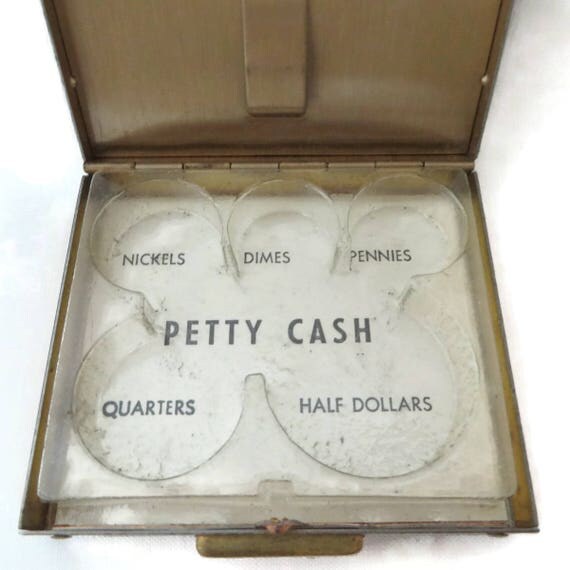 NICKELS DIMES PENNIES
PETTY CASH
QUARTERS HALF DOLLARS